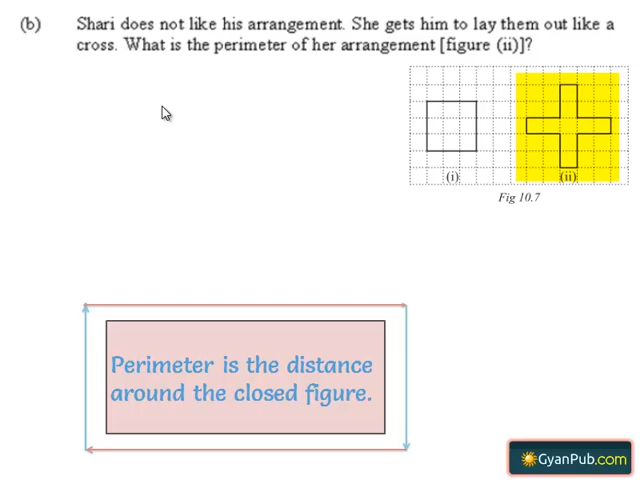 (b) Shari does not like his arrangement. She gets him to lay them out like a
cross. What is the perimeter of her arrangement [figure (ii)]?
(i) (ii)
Fig 10.7
Perimeter is the distance
around the closed figure.
GyanPub.com